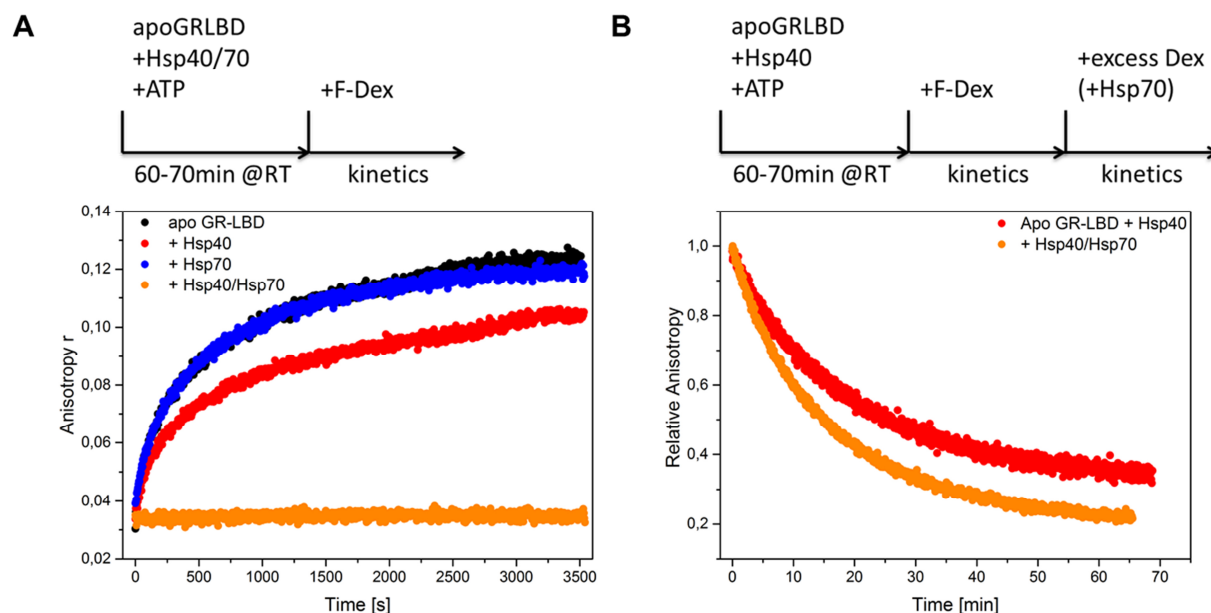 A
apoGRLBD
+Hsp40/70
+ATP
+F-Dex
60-70min @RT
kinetics
0,14
0,12
0,10
0,08
0,06
0,04
0,02
Anisotropy r
apo GR-LBD
+ Hsp40
+ Hsp70
+ Hsp40/Hsp70
0
500
1000
1500
2000
2500
3000
3500
Time [s]
B
apoGRLBD
+Hsp40
+ATP
+F-Dex
+excess Dex
(+Hsp70)
60-70min @RT
kinetics
kinetics
1,0
0,8
0,6
0,4
0,2
Relative Anisotropy
Apo GR-LBD + Hsp40
+ Hsp40/Hsp70
0
10
20
30
40
50
60
70
Time [min]